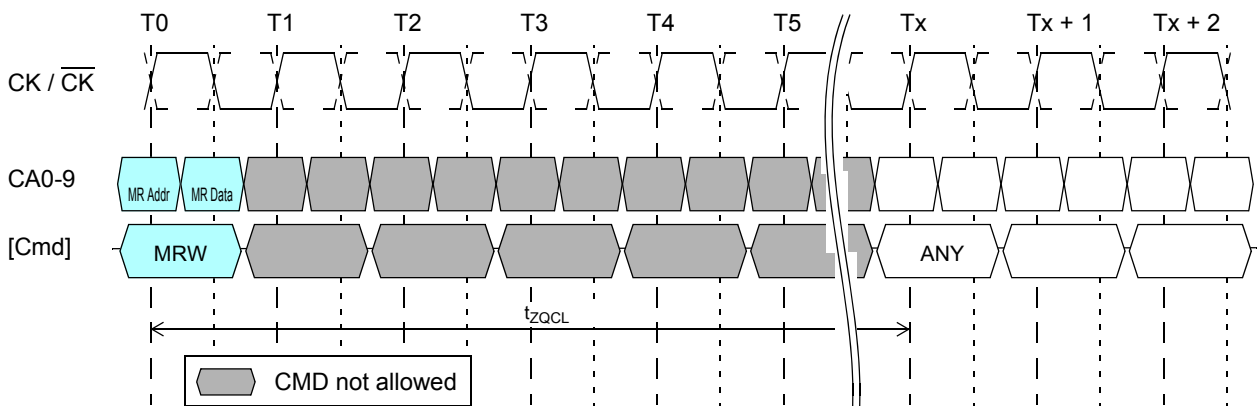 T0 T1 T2 T3 T4 T5 Tx Tx + 1 Tx + 2
CK / C̅K̅
CA0-9 MR Addr MR Data
[Cmd] MRW ANY
tZQCL
CMD not allowed